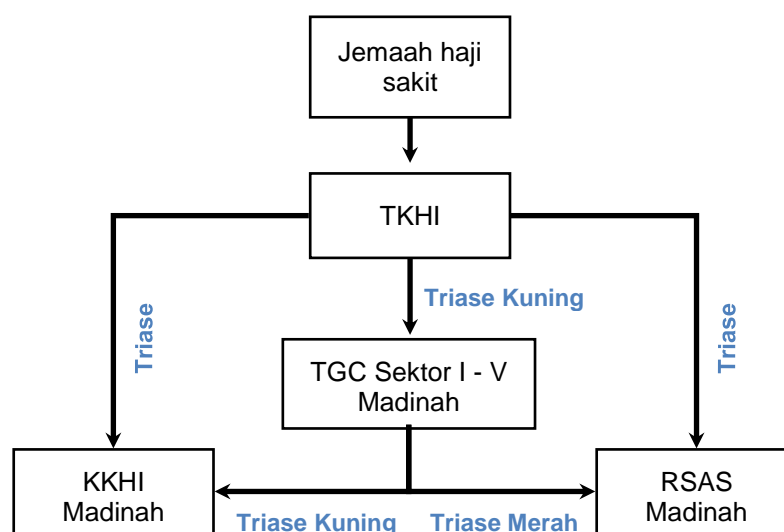 Jemaah haji
sakit
TKHI
Triase Kuning
Triase
Triase
TGC Sektor I - V
Madinah
KKHI
Madinah
RSAS
Madinah
Triase Kuning
Triase Merah